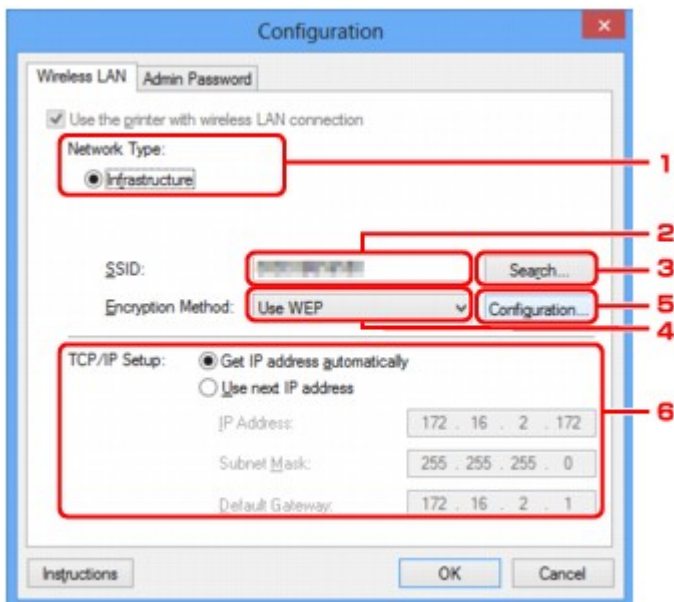 Configuration
Wireless LAN Admin Password
Use the printer with wireless LAN connection
Network Type:
1
Infrastructure
2
SSID: Search... 3
5
Encryption Method: Use WEP Configuration...
4
TCP/IP Setup: Get IP address automatically
Use next IP address
6
IP Address: 172 . 16 . 2 . 172
Subnet Mask: 255 . 255 . 255 . 0
Default Gateway: 172 . 16 . 2 . 1
Instructions OK Cancel